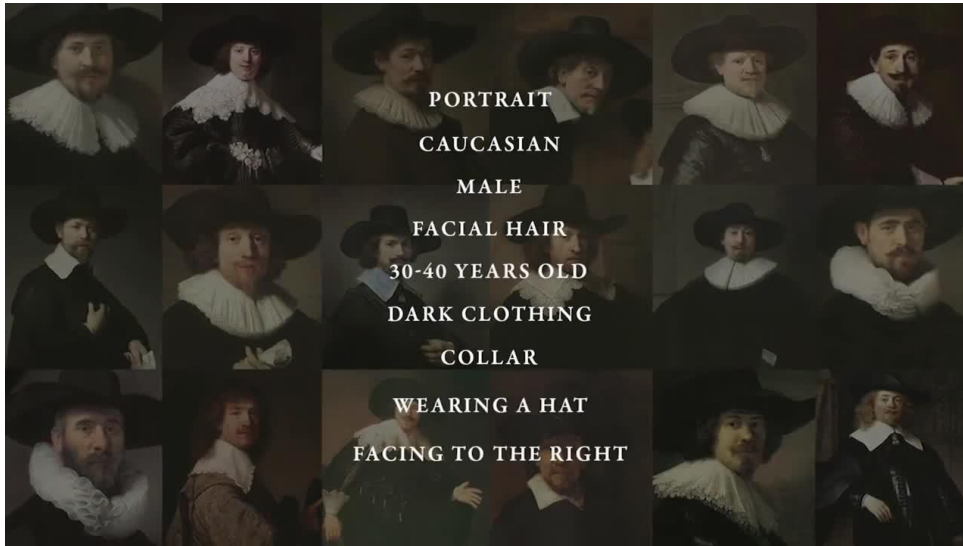 PORTRAIT
CAUCASIAN
MALE
FACIAL HAIR
30-40 YEARS OLD
DARK CLOTHING
COLLAR
WEARING A HAT
FACING TO THE RIGHT